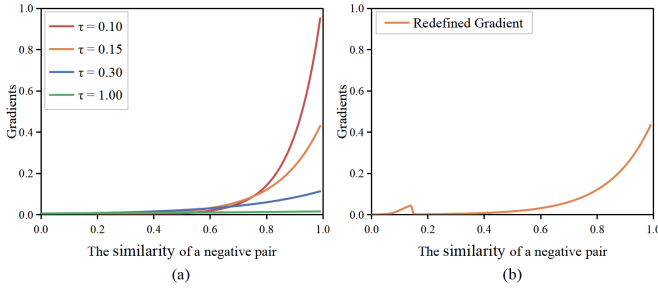 1.0
0.8
0.6
0.4
0.2
0.0
Gradients
τ = 0.10
τ = 0.15
τ = 0.30
τ = 1.00
0.0 0.2 0.4 0.6 0.8 1.0
The similarity of a negative pair
(a)
1.0
0.8
0.6
0.4
0.2
0.0
Gradients
Redefined Gradient
0.0 0.2 0.4 0.6 0.8 1.0
The similarity of a negative pair
(b)